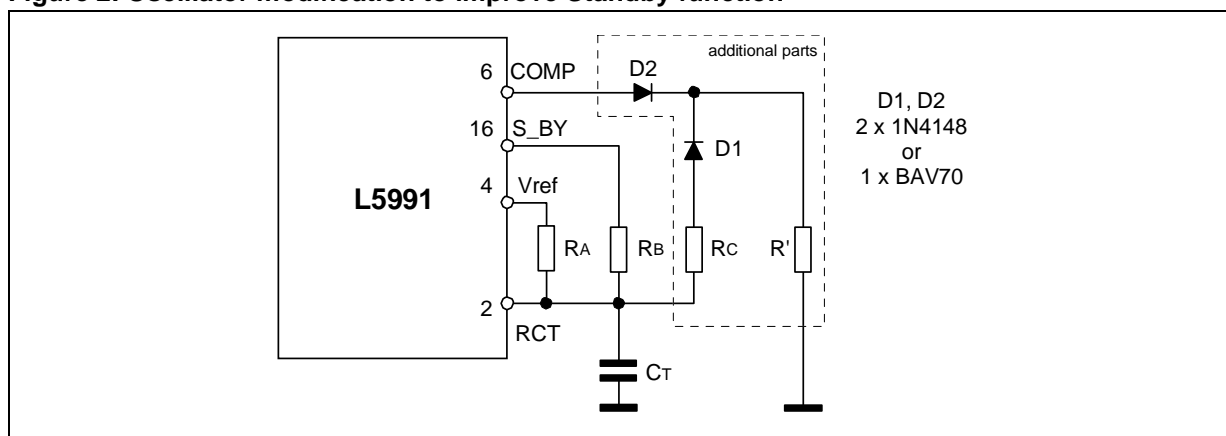 Figure 2. Oscillator modification to improve Standby function
additional parts
6 COMP
D2
D1, D2
2 x 1N4148
or
1 x BAV70
16 S_BY
D1
4 Vref
L5991
RA
RB
RC
R'
2
RCT
CT